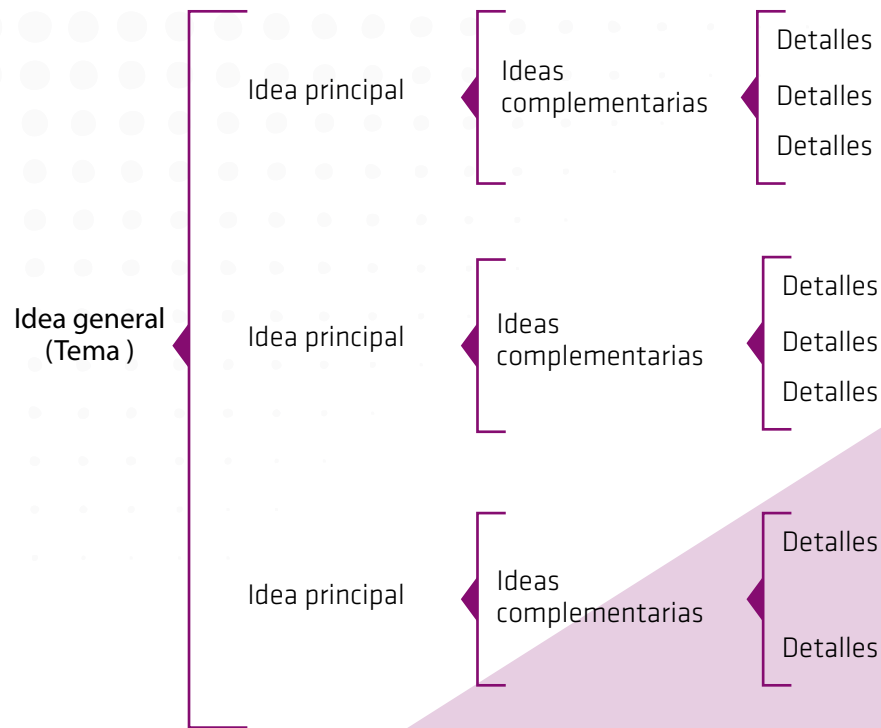 Idea general
(Tema )
Idea principal
Ideas
complementarias
Detalles
Detalles
Detalles
Idea principal
Ideas
complementarias
Detalles
Detalles
Detalles
Idea principal
Ideas
complementarias
Detalles
Detalles